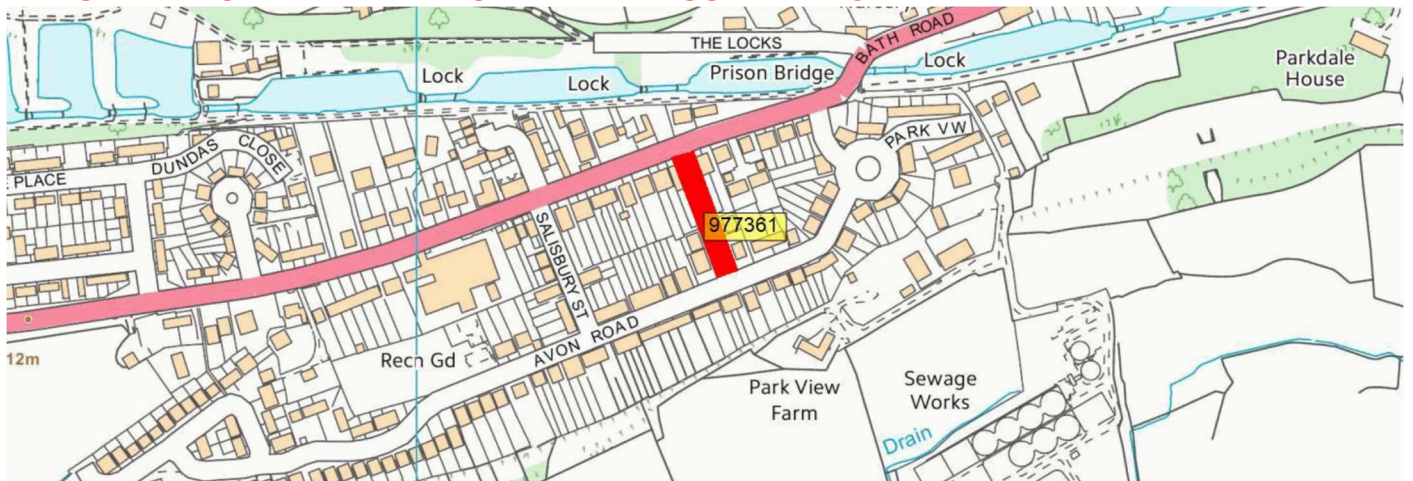 THE LOCKS
BATH ROAD
Lock
Parkdale
House
Prison Bridge
Lock
Lock
PARK VW
DUNDAS CLOSE
PLACE
SALISBURY ST
977361
AVON ROAD
12m
Recn Gd
Park View
Farm
Sewage
Works
Drain